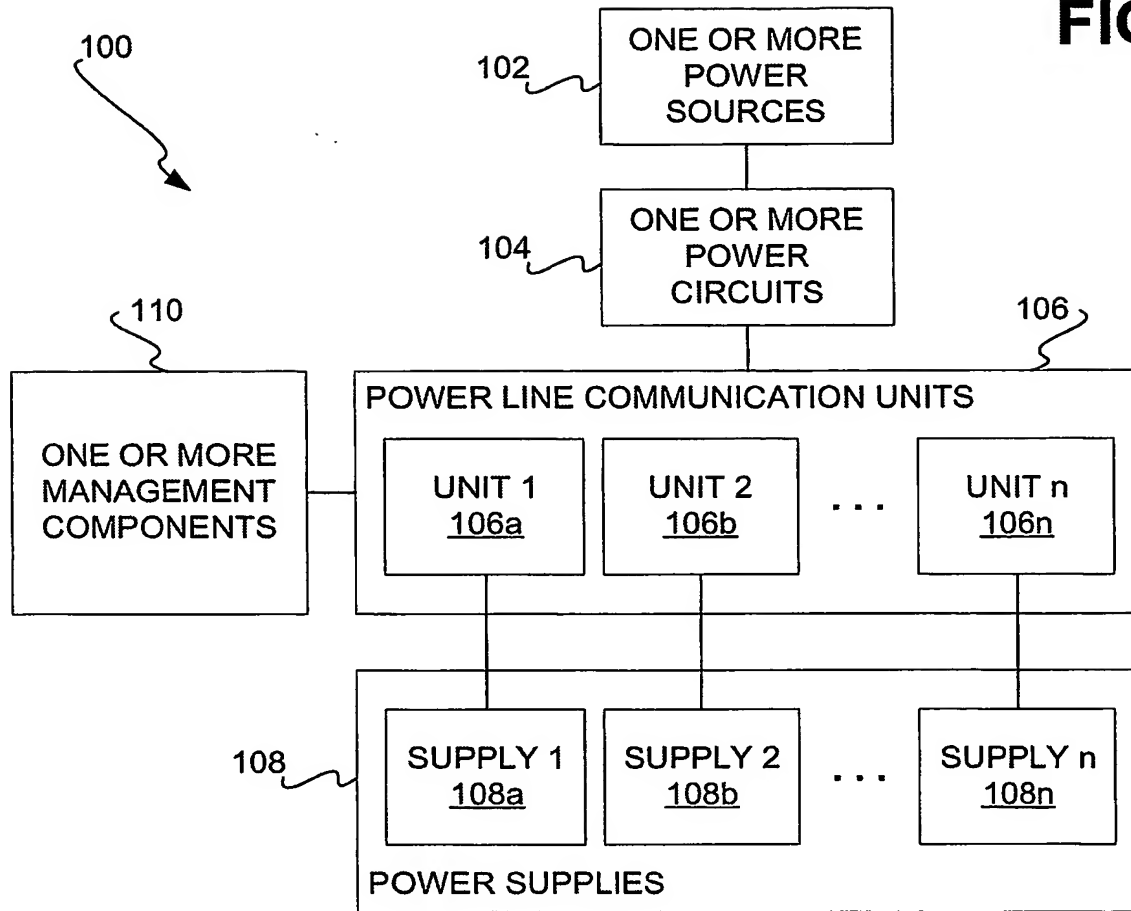 FIG
100
102
ONE OR MORE
POWER
SOURCES
104
ONE OR MORE
POWER
CIRCUITS
110
106
ONE OR MORE
MANAGEMENT
COMPONENTS
POWER LINE COMMUNICATION UNITS
UNIT 1
106a
UNIT 2
106b
. . .
UNIT n
106n
108
SUPPLY 1
108a
SUPPLY 2
108b
. . .
SUPPLY n
108n
POWER SUPPLIES